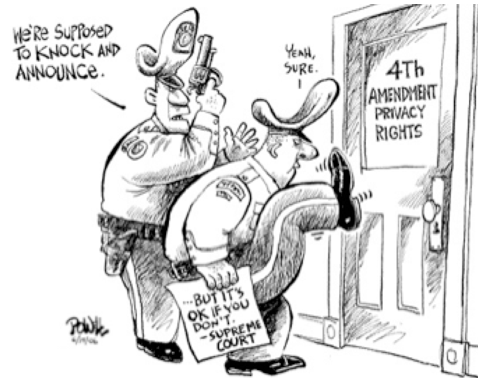 WE'RE SUPPOSED
TO KNOCK AND
ANNOUNCE.
YEAH,
SURE.
4TH
AMENDMENT
PRIVACY
RIGHTS
...BUT IT'S
OK IF YOU
DON'T.
-SUPREME
COURT